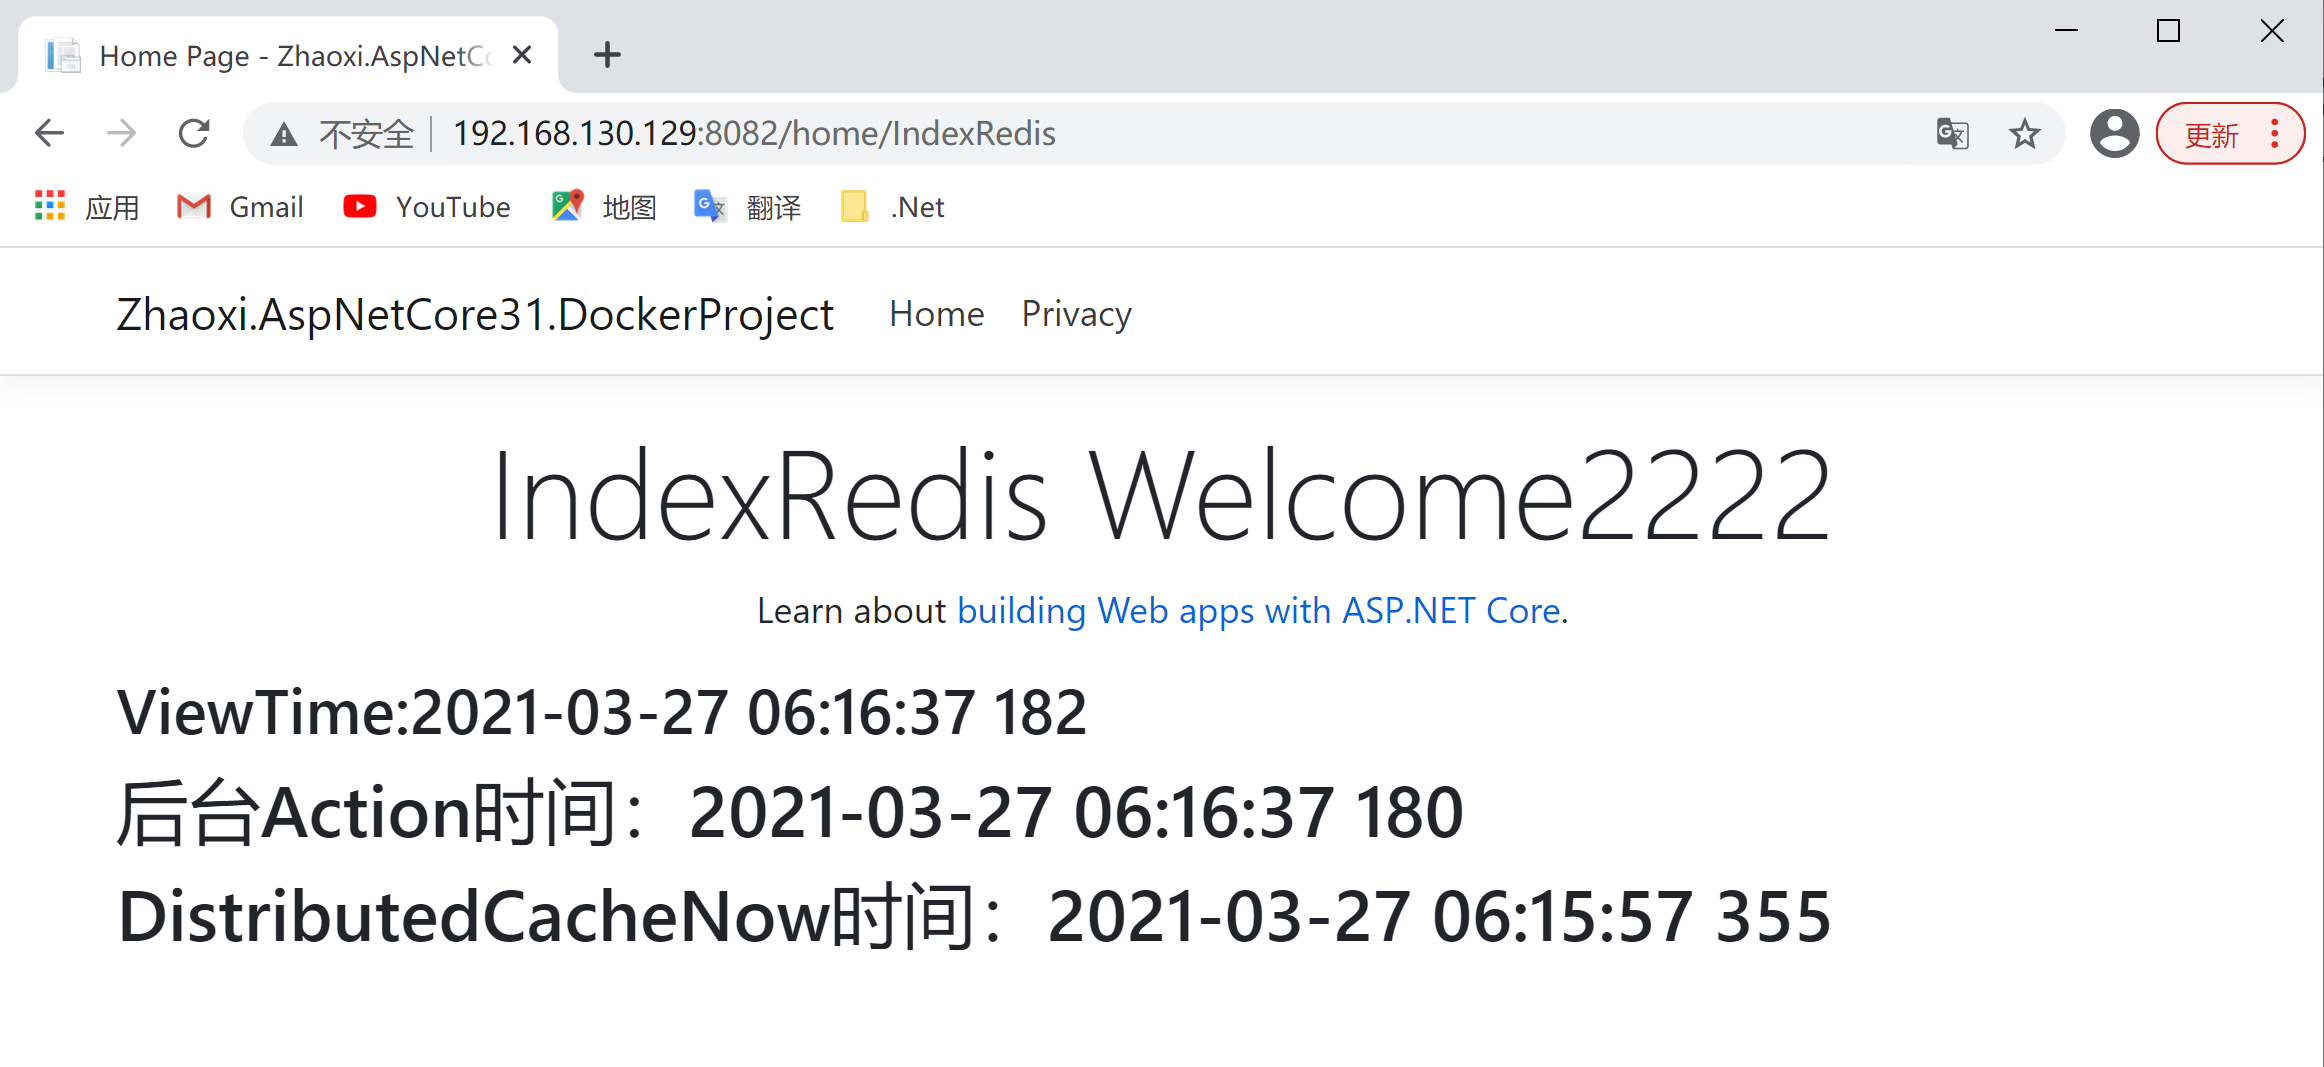 Home Page - Zhaoxi.AspNetC
不安全 192.168.130.129:8082/home/IndexRedis 更新
应用 Gmail YouTube 地图 翻译 .Net
Zhaoxi.AspNetCore31.DockerProject Home Privacy
IndexRedis Welcome2222
Learn about building Web apps with ASP.NET Core.
ViewTime:2021-03-27 06:16:37 182
后台Action时间：2021-03-27 06:16:37 180
DistributedCacheNow时间：2021-03-27 06:15:57 355